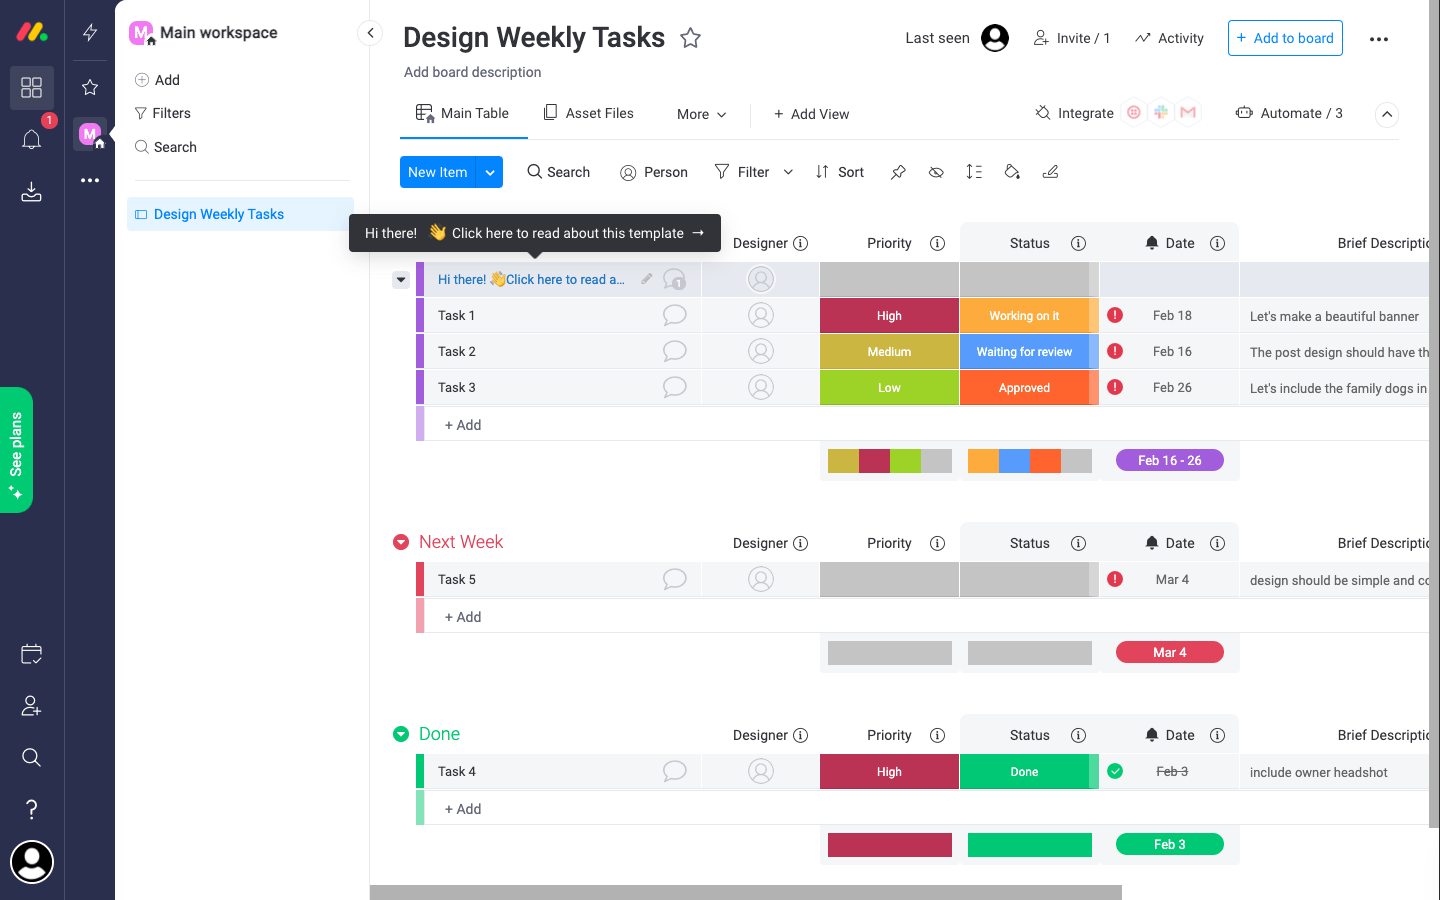 M Main workspace
Add
Filters
Search
Design Weekly Tasks
1
M
See plans
Design Weekly Tasks
Add board description
Last seen
Invite / 1
Activity
+ Add to board
Main Table
Asset Files
More
+ Add View
Integrate
Automate / 3
New Item
Search
Person
Filter
Sort
Hi there! 👋 Click here to read about this template →
Designer Priority Status Date Brief Descriptio
Hi there! 👋Click here to read a... 1
Task 1 High Working on it Feb 18 Let's make a beautiful banner
Task 2 Medium Waiting for review Feb 16 The post design should have th
Task 3 Low Approved Feb 26 Let's include the family dogs in
+ Add
Feb 16 - 26
Next Week Designer Priority Status Date Brief Descriptio
Task 5 Mar 4 design should be simple and co
+ Add
Mar 4
Done Designer Priority Status Date Brief Descriptio
Task 4 High Done Feb 3 include owner headshot
+ Add
Feb 3